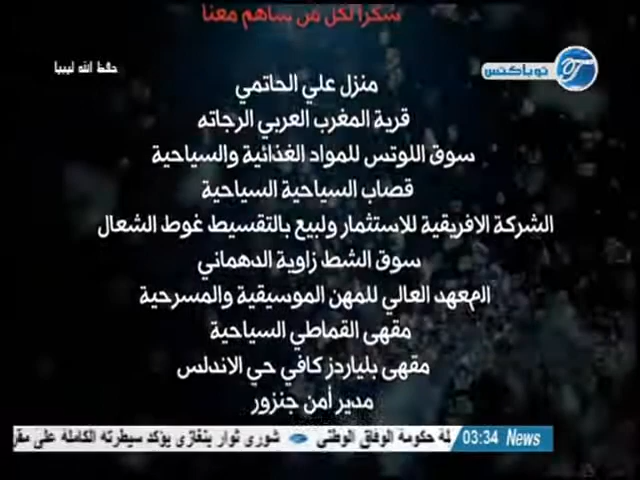 شكرا لكل من ساهم معنا
حفظ الله ليبيا
توباكتس
منزل علي الحاتمي
قرية المغرب العربي الرجاته
سوق اللوتس للمواد الغذائية والسياحية
قصاب السياحية السياحية
الشركة الافريقية للاستثمار ولبيع بالتقسيط غوط الشعال
سوق الشط زاوية الدهماني
المعهد العالي للمهن الموسيقية والمسرحية
مقهى القماطي السياحية
مقهى بلياردز كافي حي الاندلس
مدير أمن جنزور
لة حكومة الوفاق الوطني شورى ثوار بنغازي يؤكد سيطرته الكاملة على مقر
03:34 News